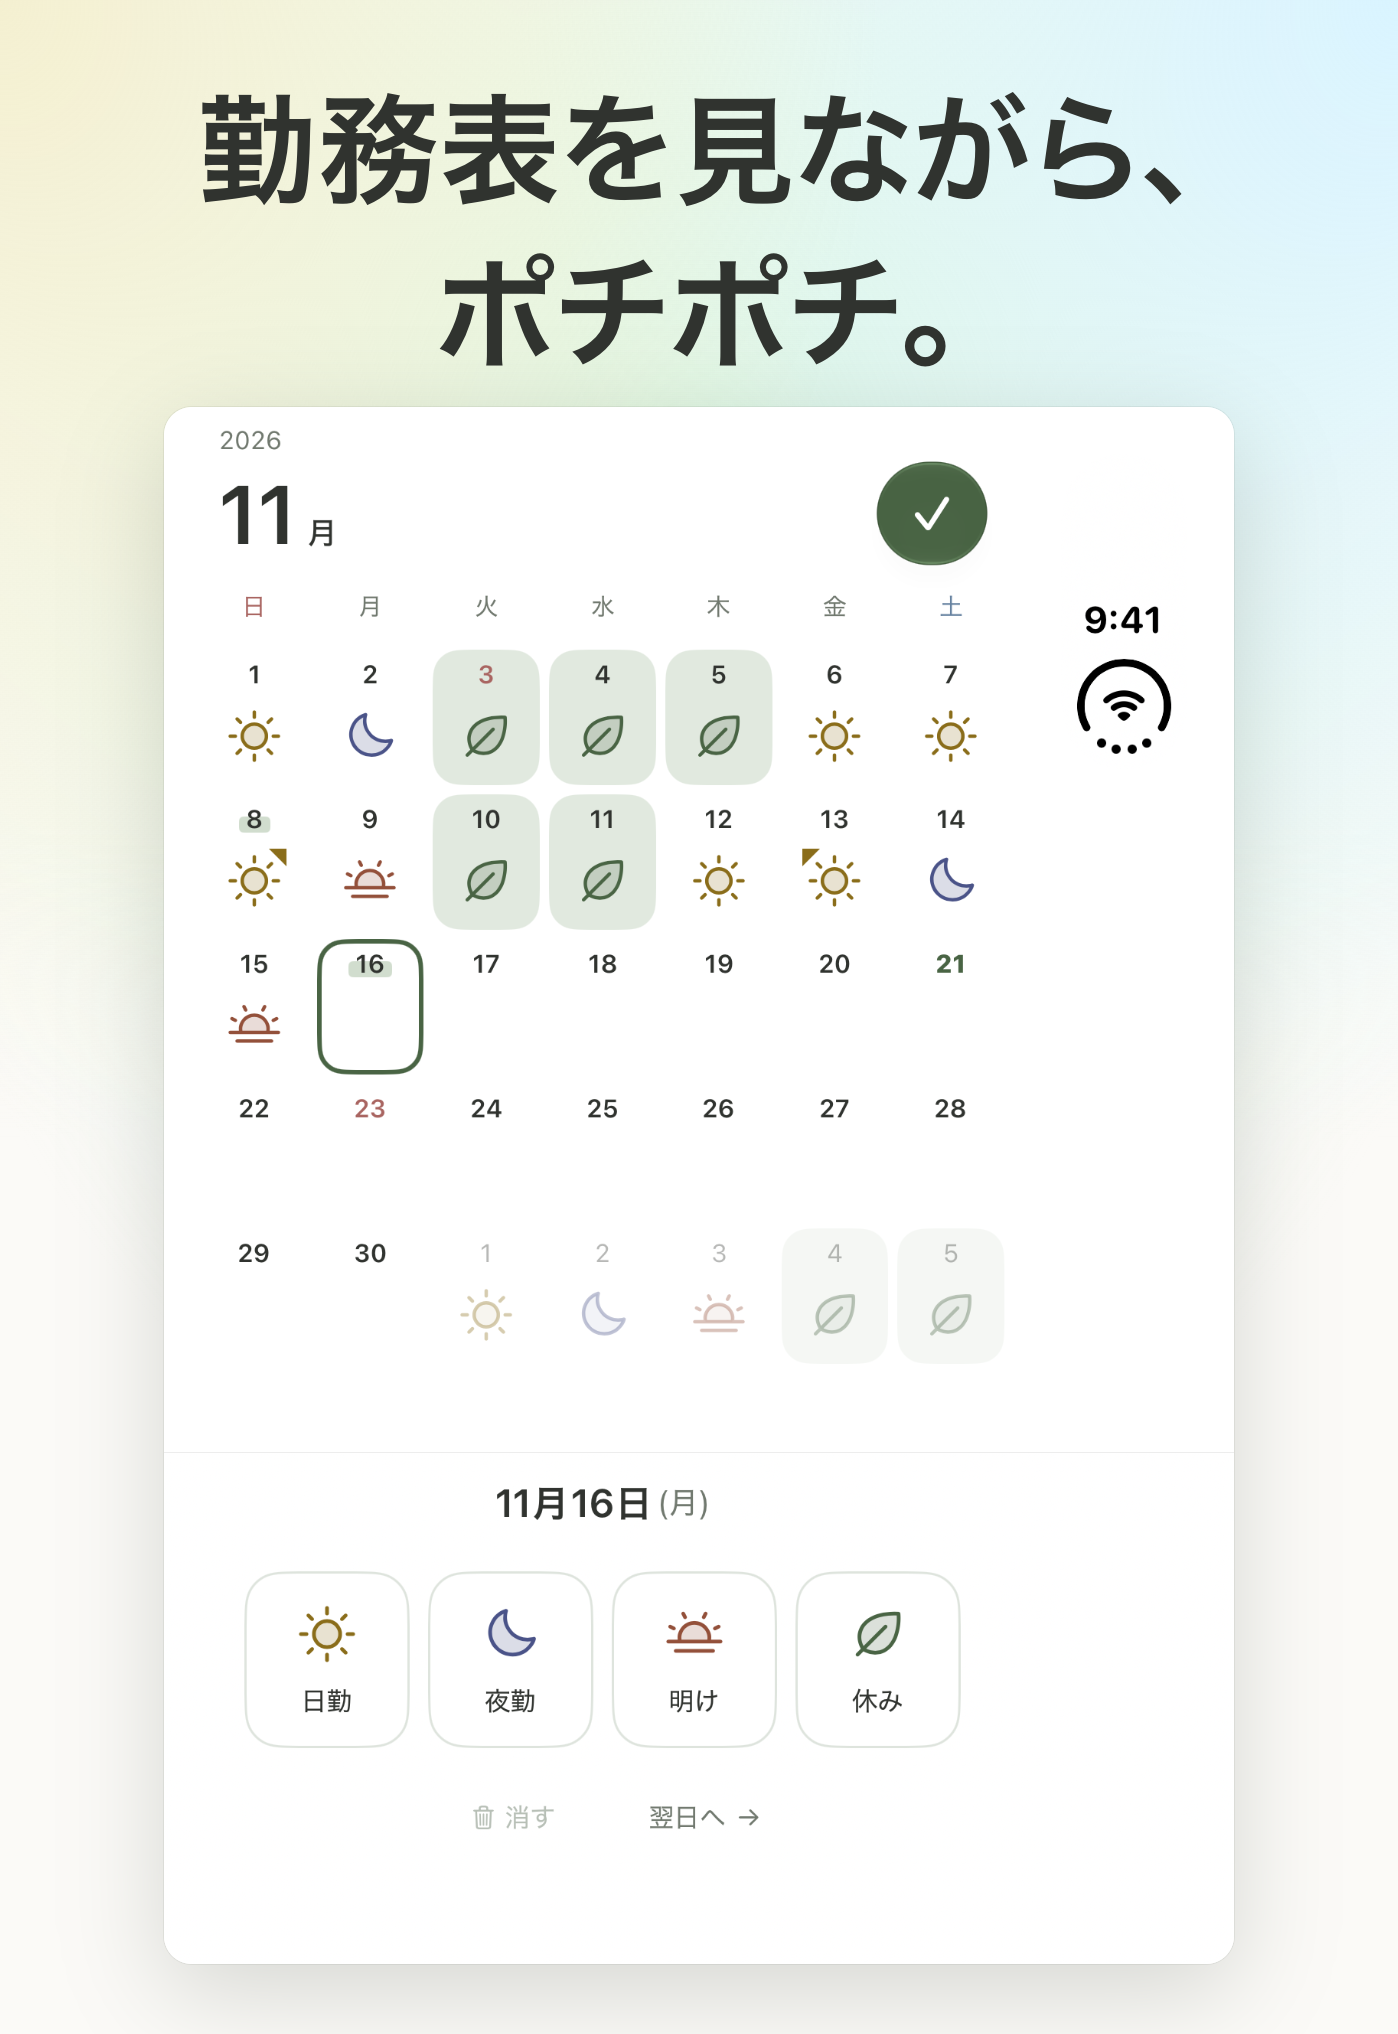 勤務表を見ながら、
ポチポチ。
2026
11月
日 月 火 水 木 金 土
9:41
1 2 3 4 5 6 7
8 9 10 11 12 13 14
15 16 17 18 19 20 21
22 23 24 25 26 27 28
29 30 1 2 3 4 5
11月16日(月)
日勤 夜勤 明け 休み
消す 翌日へ →